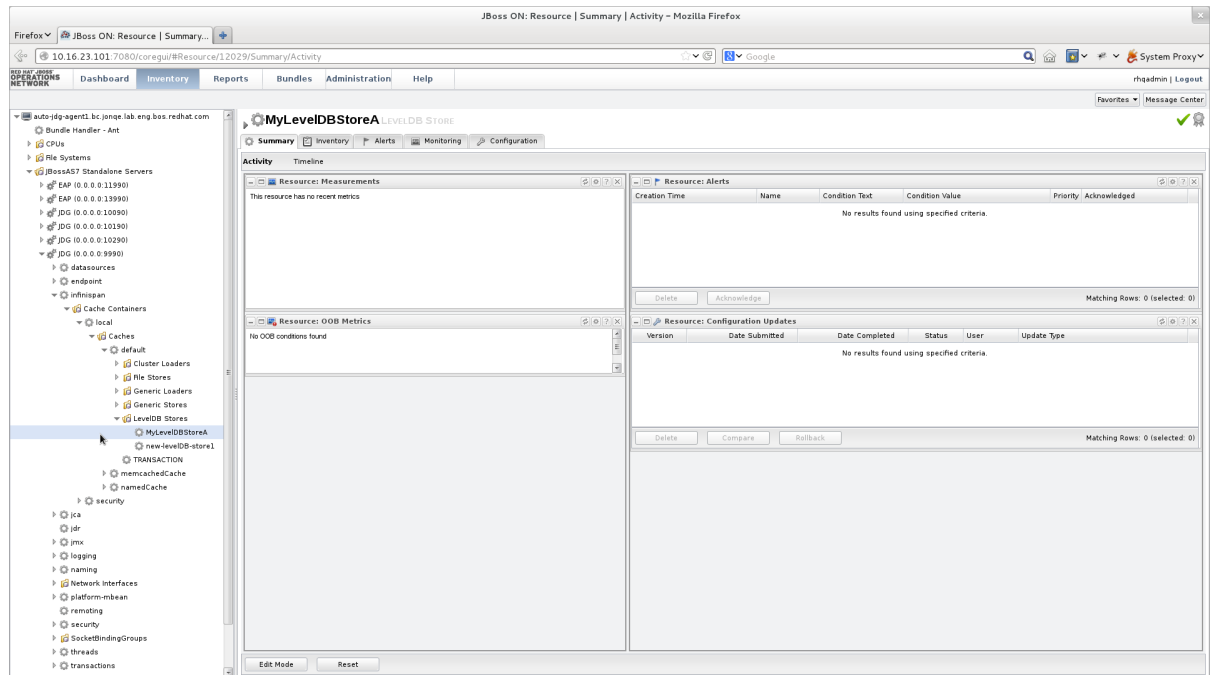 JBoss ON: Resource | Summary | Activity - Mozilla Firefox
Firefox
JBoss ON: Resource | Summary...
10.16.23.101:7080/coregui/#Resource/12029/Summary/Activity
Google
System Proxy
RED HAT JBOSS
OPERATIONS
NETWORK
Dashboard Inventory Reports Bundles Administration Help
rhqadmin | Logout
Favorites Message Center
auto-jdg-agent1.bc.jonqe.lab.eng.bos.redhat.com
Bundle Handler - Ant
CPUs
File Systems
JBossAS7 Standalone Servers
EAP (0.0.0.0:11990)
EAP (0.0.0.0:13990)
JDG (0.0.0.0:10090)
JDG (0.0.0.0:10190)
JDG (0.0.0.0:10290)
JDG (0.0.0.0:9990)
datasources
endpoint
infinispan
Cache Containers
local
Caches
default
Cluster Loaders
File Stores
Generic Loaders
Generic Stores
LevelDB Stores
MyLevelDBStoreA
new-levelDB-store1
TRANSACTION
memcachedCache
namedCache
security
jca
jdr
jmx
logging
naming
Network Interfaces
platform-mbean
remoting
security
SocketBindingGroups
threads
transactions
MyLevelDBStoreA LEVELDB STORE
Summary Inventory Alerts Monitoring Configuration
Activity Timeline
Resource: Measurements
This resource has no recent metrics
Resource: Alerts
Creation Time Name Condition Text Condition Value Priority Acknowledged
No results found using specified criteria.
Delete Acknowledge
Matching Rows: 0 (selected: 0)
Resource: OOB Metrics
No OOB conditions found
Resource: Configuration Updates
Version Date Submitted Date Completed Status User Update Type
No results found using specified criteria.
Delete Compare Rollback
Matching Rows: 0 (selected: 0)
Edit Mode Reset